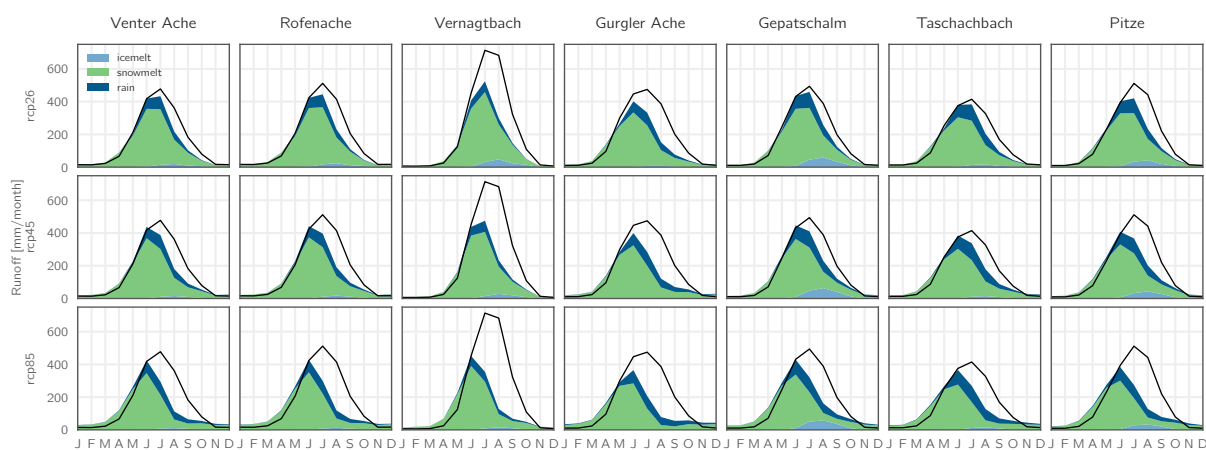 Venter Ache Rofenache Vernagtbach Gurgler Ache Gepatschalm Taschachbach Pitze
icemelt
snowmelt
rain
rcp26
600
400
200
0
Runoff [mm/month]
rcp45
600
400
200
0
rcp85
600
400
200
0
J F M A M J J A S O N D J F M A M J J A S O N D J F M A M J J A S O N D J F M A M J J A S O N D J F M A M J J A S O N D J F M A M J J A S O N D J F M A M J J A S O N D